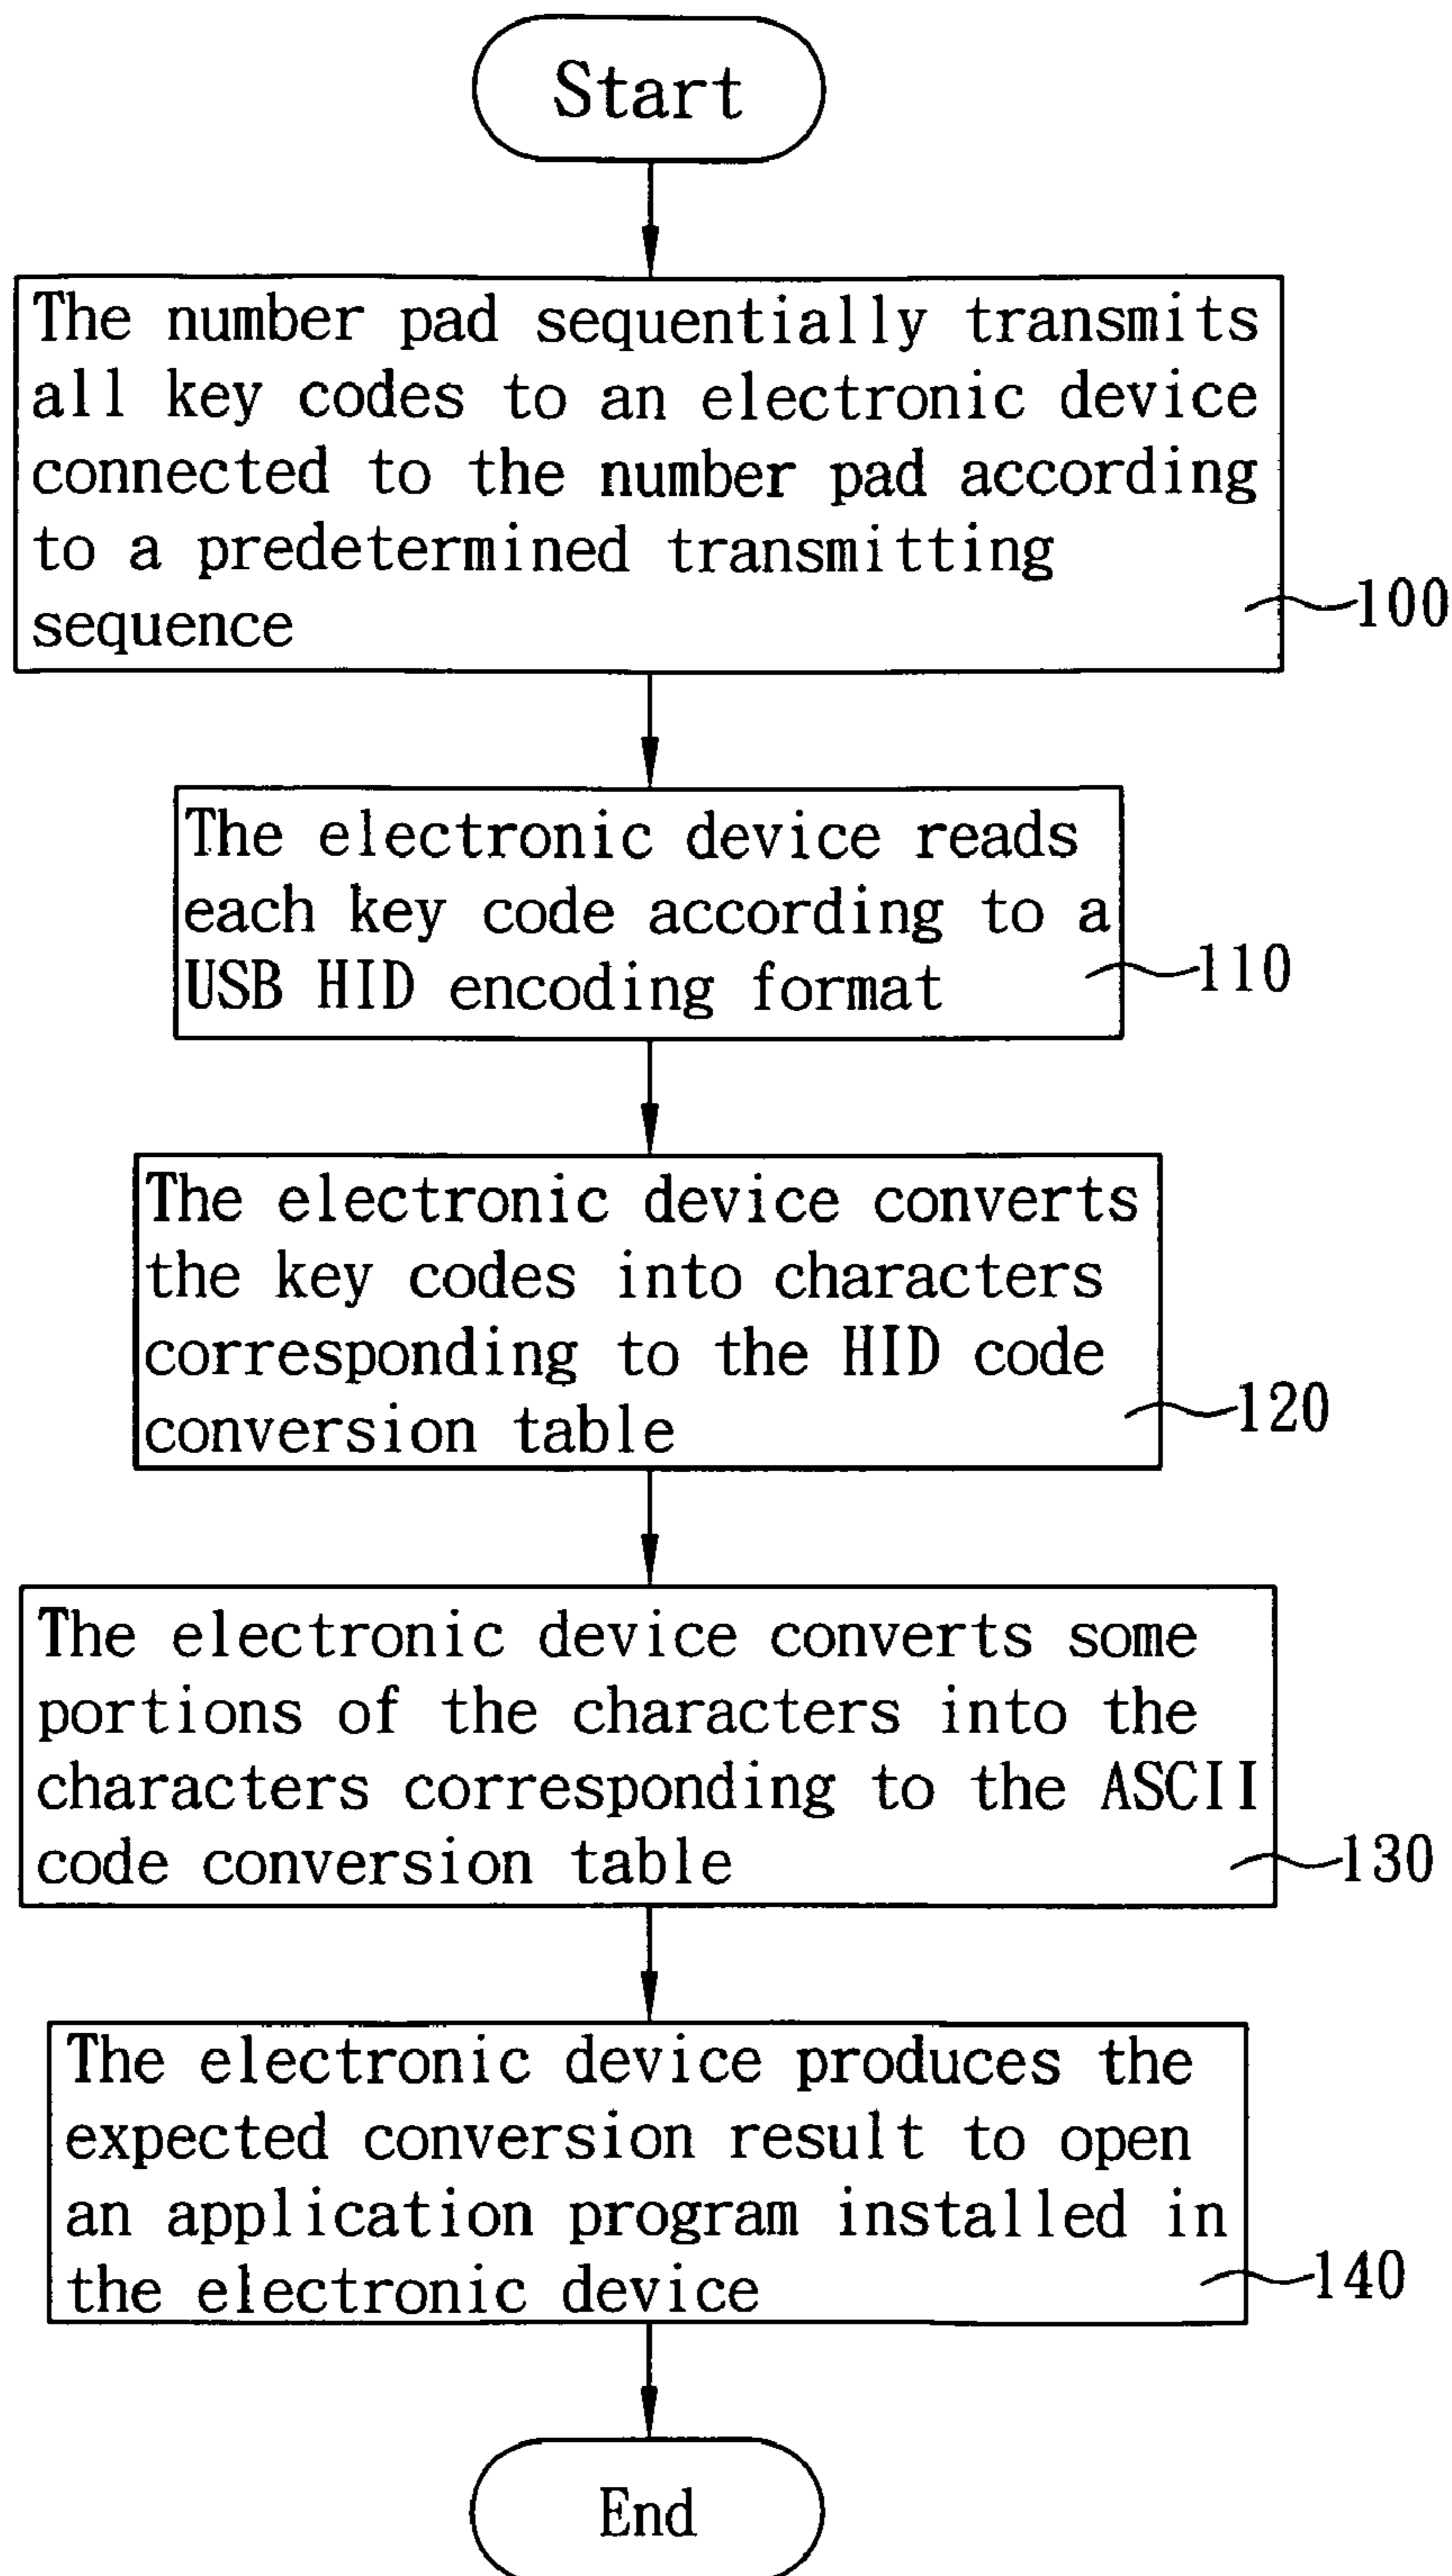 Start
The number pad sequentially transmits
all key codes to an electronic device
connected to the number pad according
to a predetermined transmitting
sequence
100
The electronic device reads
each key code according to a
USB HID encoding format
110
The electronic device converts
the key codes into characters
corresponding to the HID code
conversion table
120
The electronic device converts some
portions of the characters into the
characters corresponding to the ASCII
code conversion table
130
The electronic device produces the
expected conversion result to open
an application program installed in
the electronic device
140
End